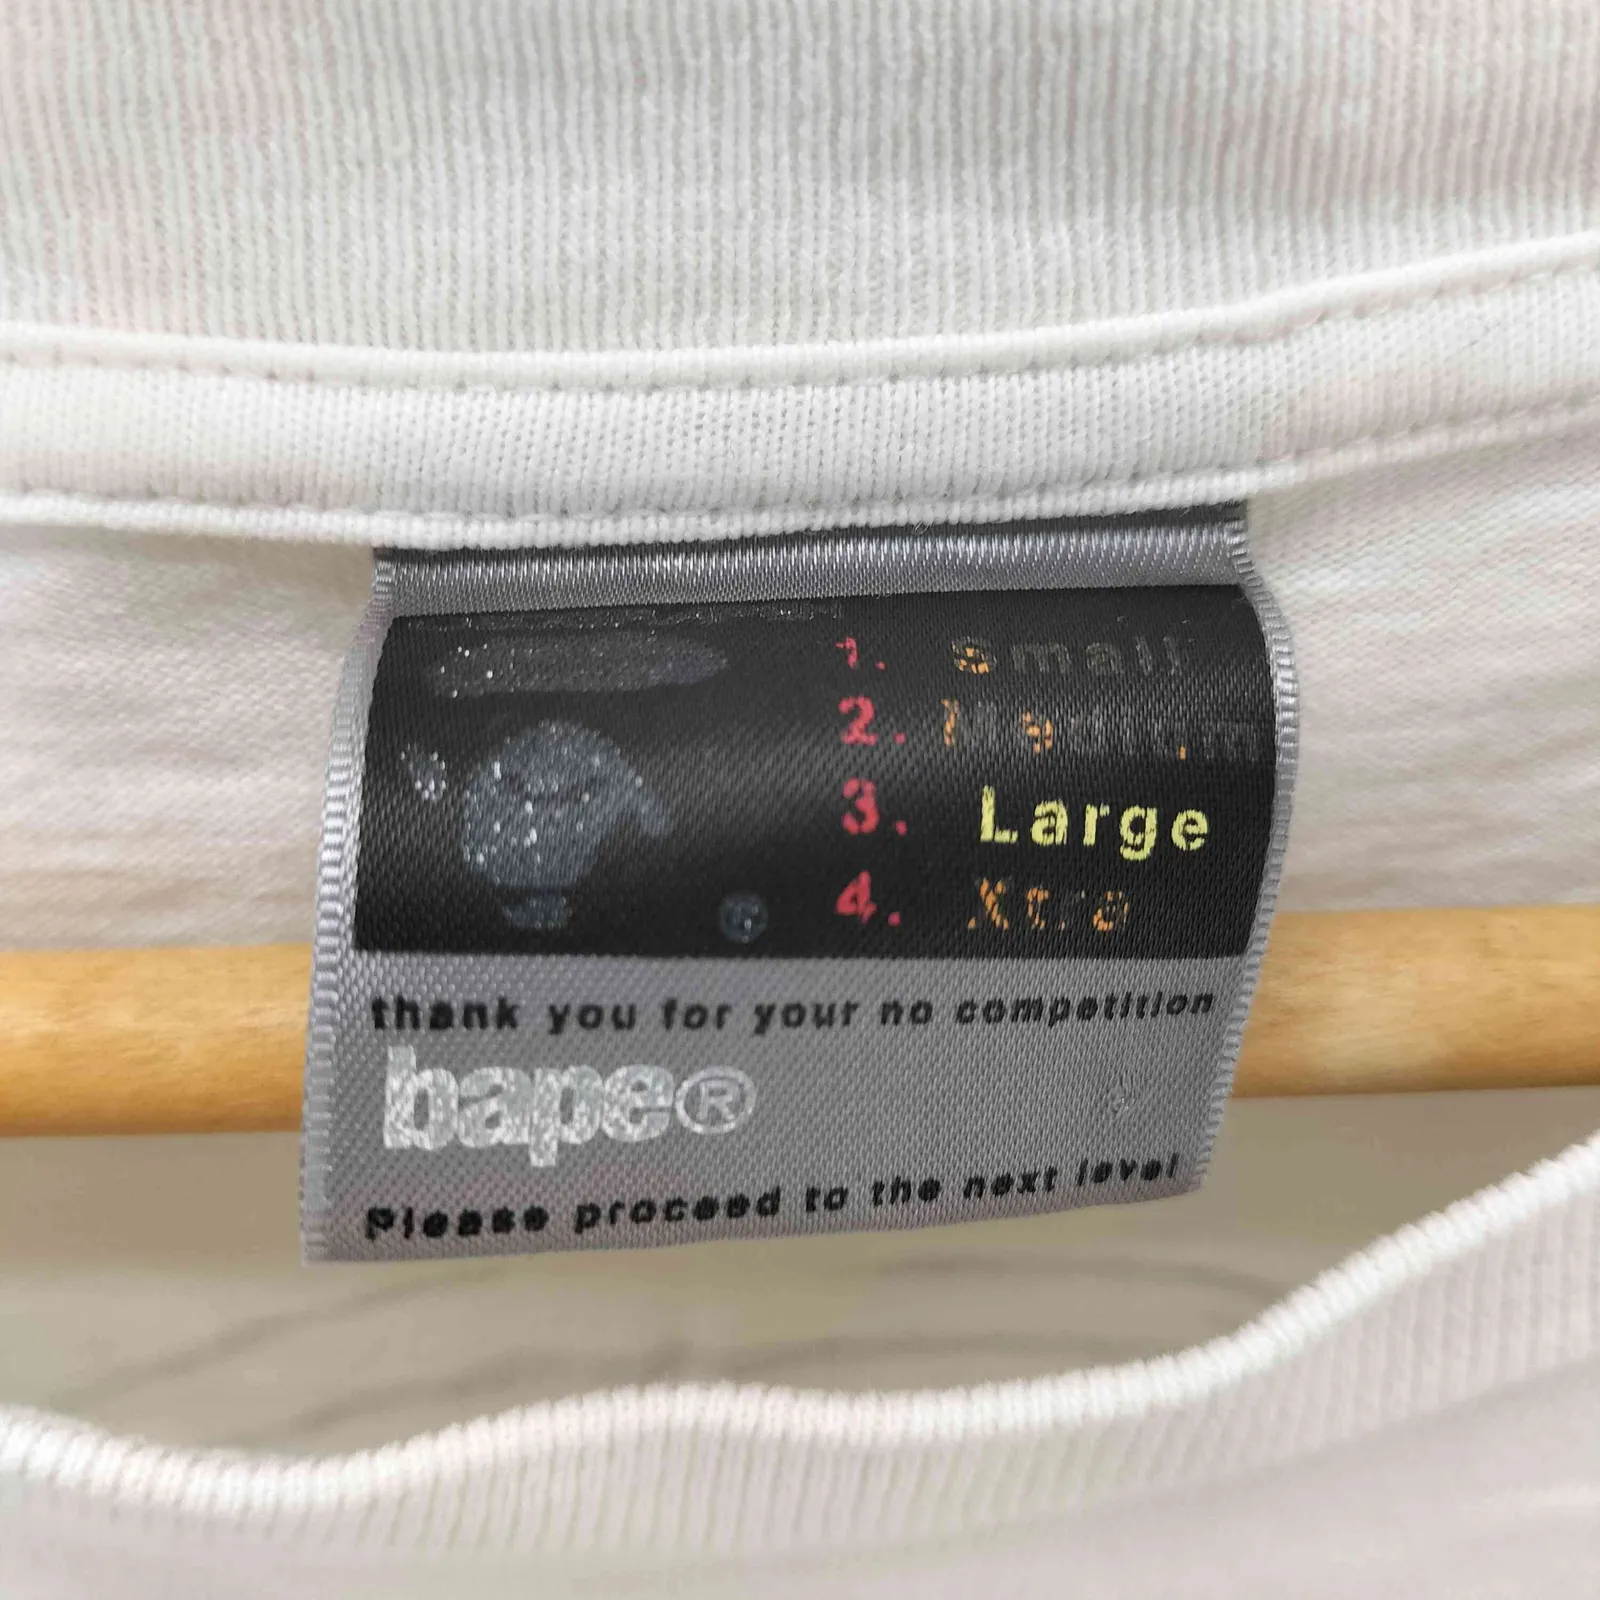 1. Small
2. Medium
3. Large
4. Xtra
®
thank you for your no competition
bape®
Please proceed to the next level